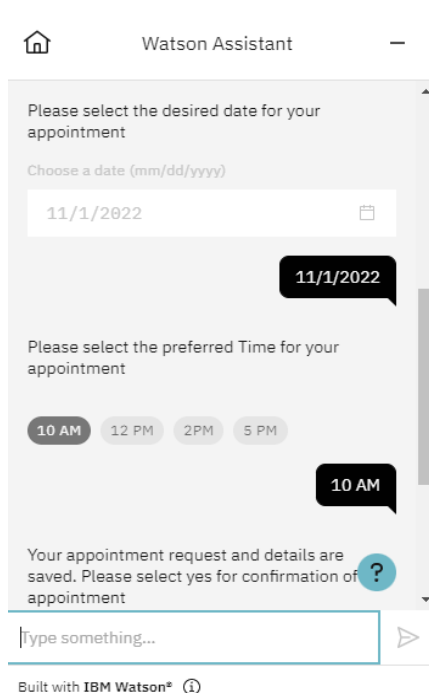 Watson Assistant
Please select the desired date for your
appointment
Choose a date (mm/dd/yyyy)
11/1/2022
11/1/2022
Please select the preferred Time for your
appointment
10 AM 12 PM 2PM 5 PM
10 AM
Your appointment request and details are
saved. Please select yes for confirmation of
?
appointment
Type something...
Built with IBM Watson®